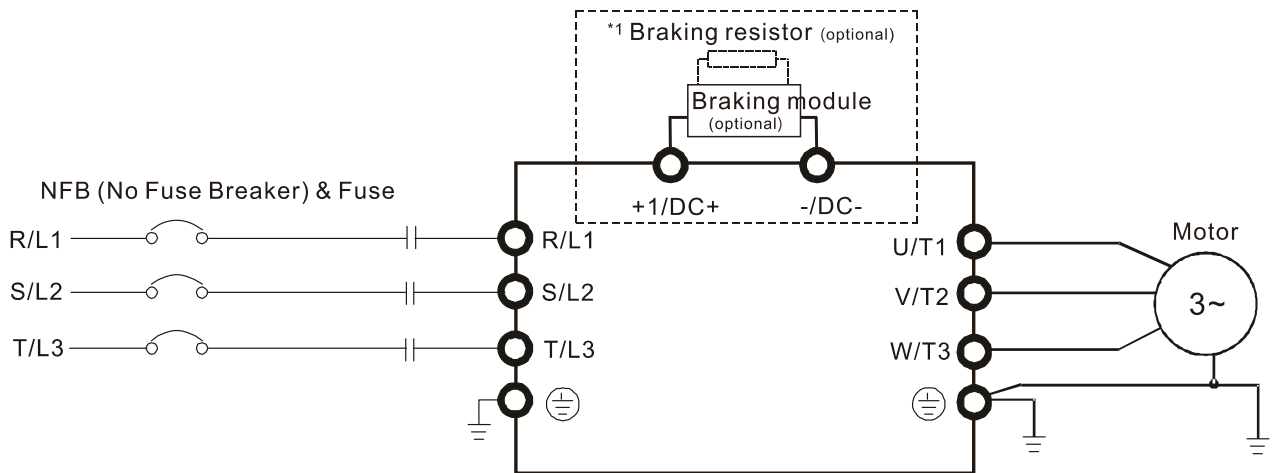 *1 Braking resistor (optional)
Braking module
(optional)
+1/DC+
-/DC-
NFB (No Fuse Breaker) & Fuse
R/L1
R/L1
S/L2
S/L2
T/L3
T/L3
U/T1
V/T2
W/T3
Motor
3~